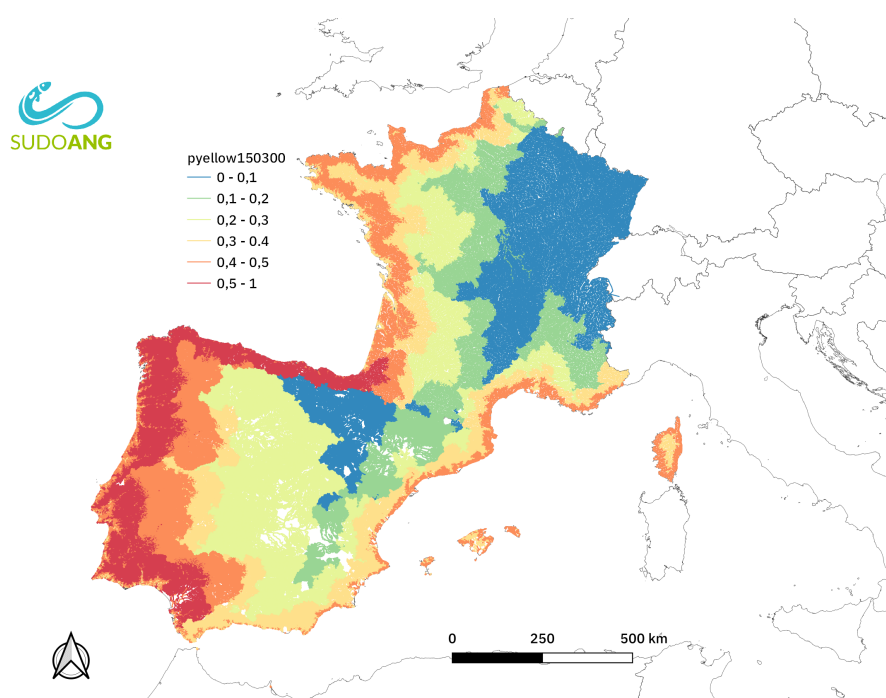 SUDOANG
pyellow150300
0 - 0,1
0,1 - 0,2
0,2 - 0,3
0,3 - 0.4
0,4 - 0,5
0,5 - 1
0 250 500 km